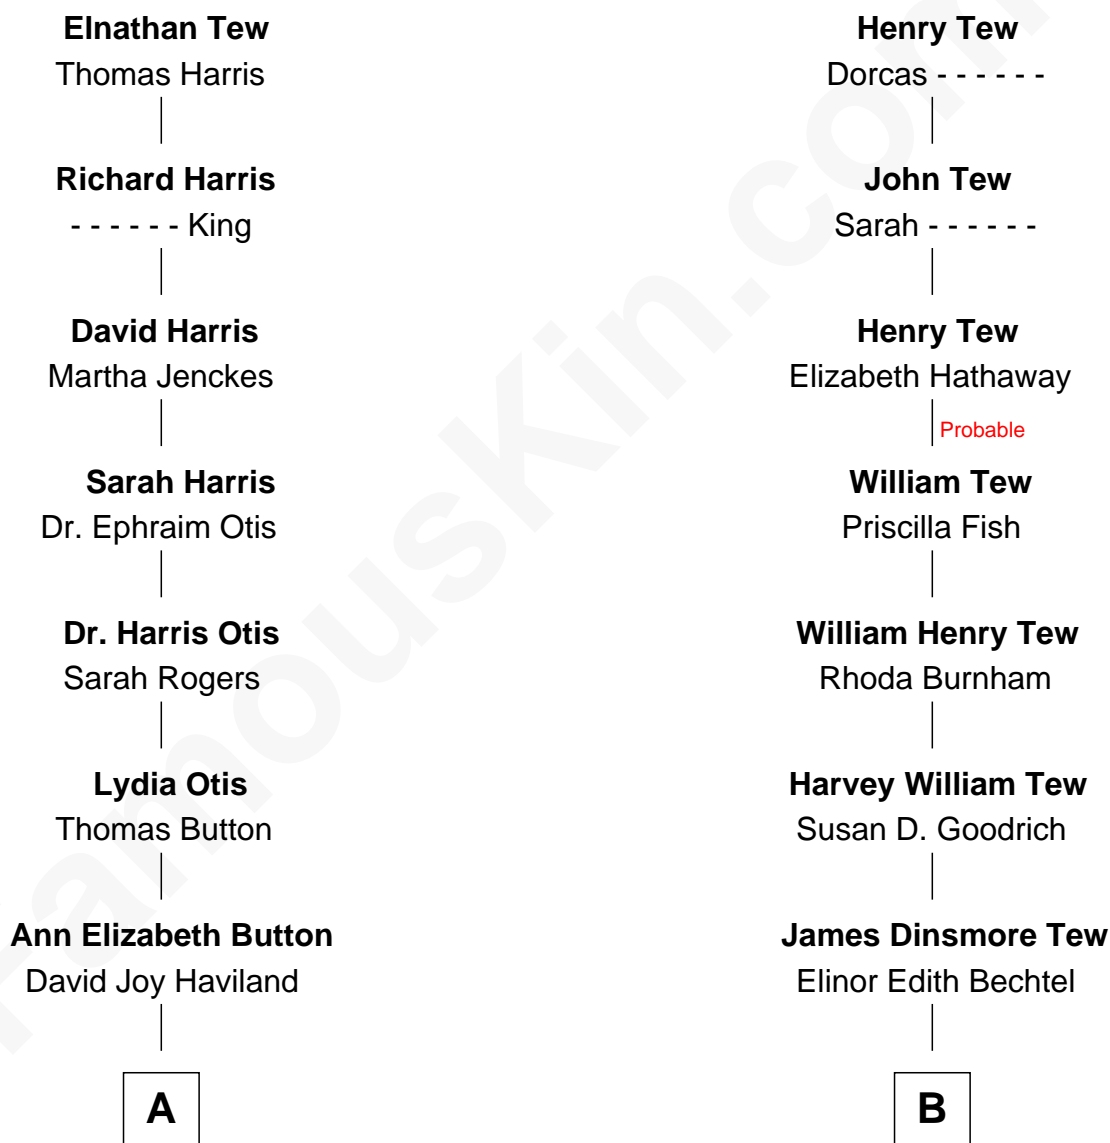 Elnathan Tew
Thomas Harris
Richard Harris
- - - - - - King
David Harris
Martha Jenckes
Sarah Harris
Dr. Ephraim Otis
Dr. Harris Otis
Sarah Rogers
Lydia Otis
Thomas Button
Ann Elizabeth Button
David Joy Haviland
A
Henry Tew
Dorcas - - - - - -
John Tew
Sarah - - - - - -
Henry Tew
Elizabeth Hathaway
Probable
William Tew
Priscilla Fish
William Henry Tew
Rhoda Burnham
Harvey William Tew
Susan D. Goodrich
James Dinsmore Tew
Elinor Edith Bechtel
B
FamousKin.com